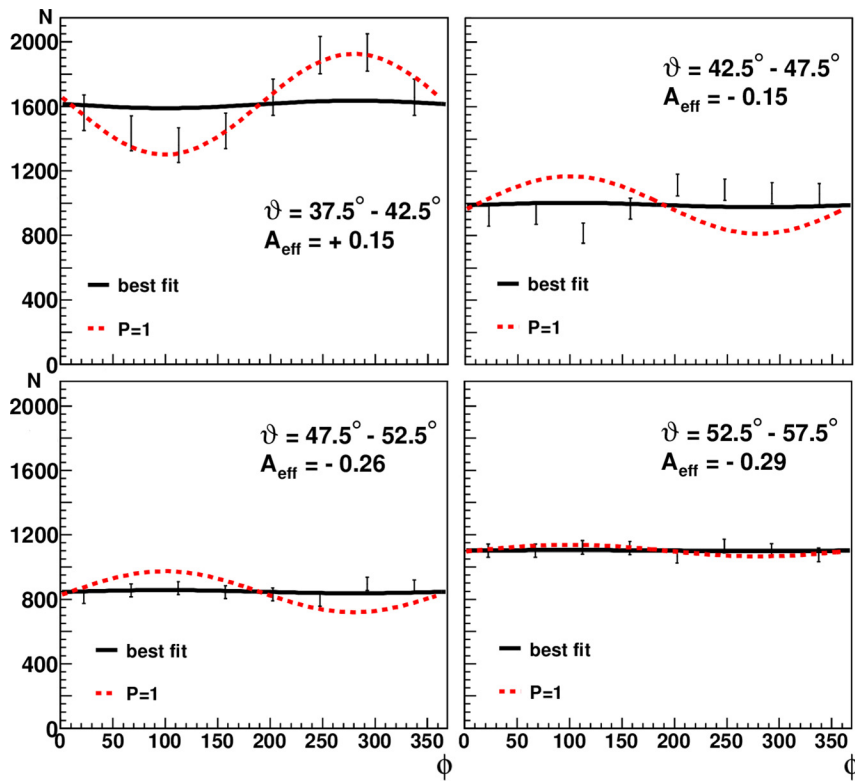 N
2000
1600
1200
800
400
0
ϑ = 37.5° - 42.5°
A_eff = + 0.15
best fit
P=1
ϑ = 42.5° - 47.5°
A_eff = - 0.15
best fit
P=1
N
2000
1600
1200
800
400
0
ϑ = 47.5° - 52.5°
A_eff = - 0.26
best fit
P=1
0 50 100 150 200 250 300 350
ϕ
ϑ = 52.5° - 57.5°
A_eff = - 0.29
best fit
P=1
0 50 100 150 200 250 300 350
ϕ